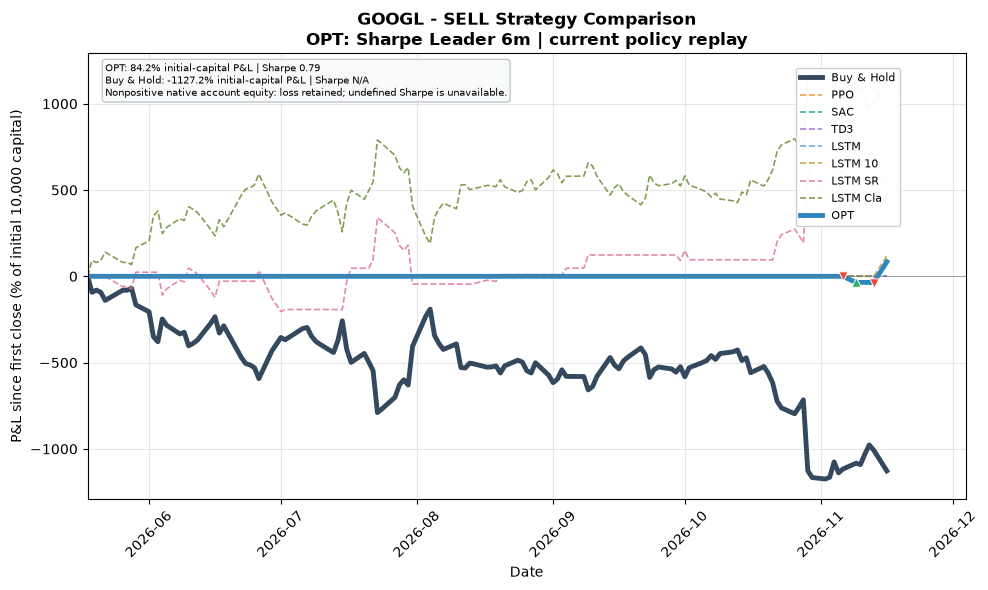 GOOGL - SELL Strategy Comparison
OPT: Sharpe Leader 6m | current policy replay
OPT: 84.2% initial-capital P&L | Sharpe 0.79
Buy & Hold: -1127.2% initial-capital P&L | Sharpe N/A
Nonpositive native account equity: loss retained; undefined Sharpe is unavailable.
Buy & Hold
PPO
SAC
TD3
LSTM
LSTM 10
LSTM SR
LSTM Cla
OPT
P&L since first close (% of initial 10,000 capital)
1000
500
0
−500
−1000
2026-06
2026-07
2026-08
2026-09
2026-10
2026-11
2026-12
Date